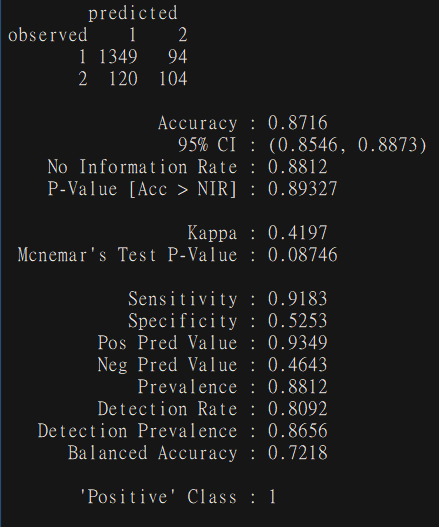 predicted
observed 1 2
1 1349 94
2 120 104
Accuracy : 0.8716
95% CI : (0.8546, 0.8873)
No Information Rate : 0.8812
P-Value [Acc > NIR] : 0.89327
Kappa : 0.4197
Mcnemar's Test P-Value : 0.08746
Sensitivity : 0.9183
Specificity : 0.5253
Pos Pred Value : 0.9349
Neg Pred Value : 0.4643
Prevalence : 0.8812
Detection Rate : 0.8092
Detection Prevalence : 0.8656
Balanced Accuracy : 0.7218
'Positive' Class : 1